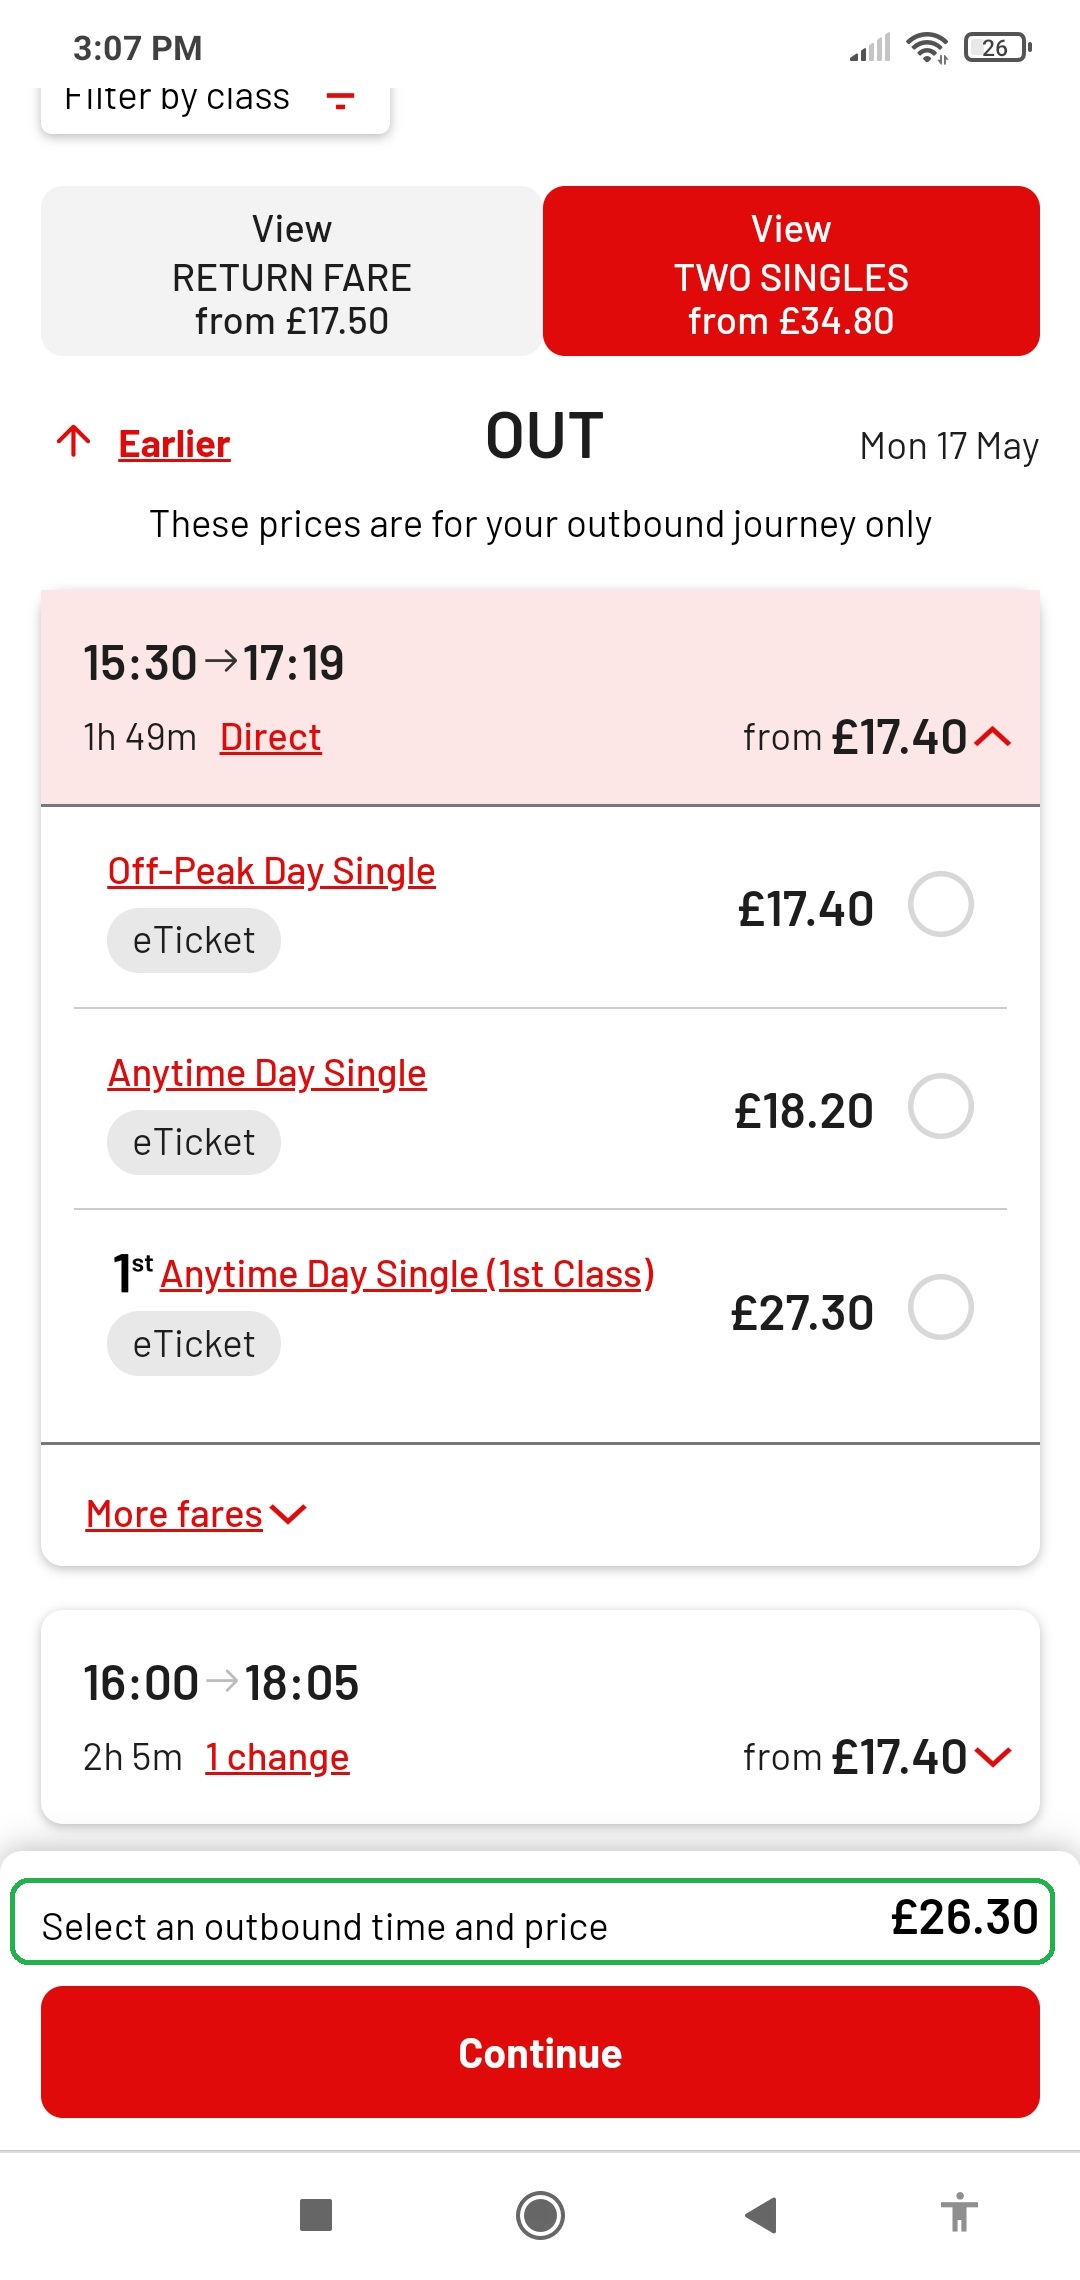 3:07 PM
26
Filter by class
View
RETURN FARE
from £17.50
View
TWO SINGLES
from £34.80
Earlier
OUT
Mon 17 May
These prices are for your outbound journey only
15:30→17:19
1h 49m Direct
from £17.40
Off-Peak Day Single
£17.40
eTicket
Anytime Day Single
£18.20
eTicket
1st Anytime Day Single (1st Class)
£27.30
eTicket
More fares
16:00→18:05
2h 5m 1 change
from £17.40
Select an outbound time and price
£26.30
Continue